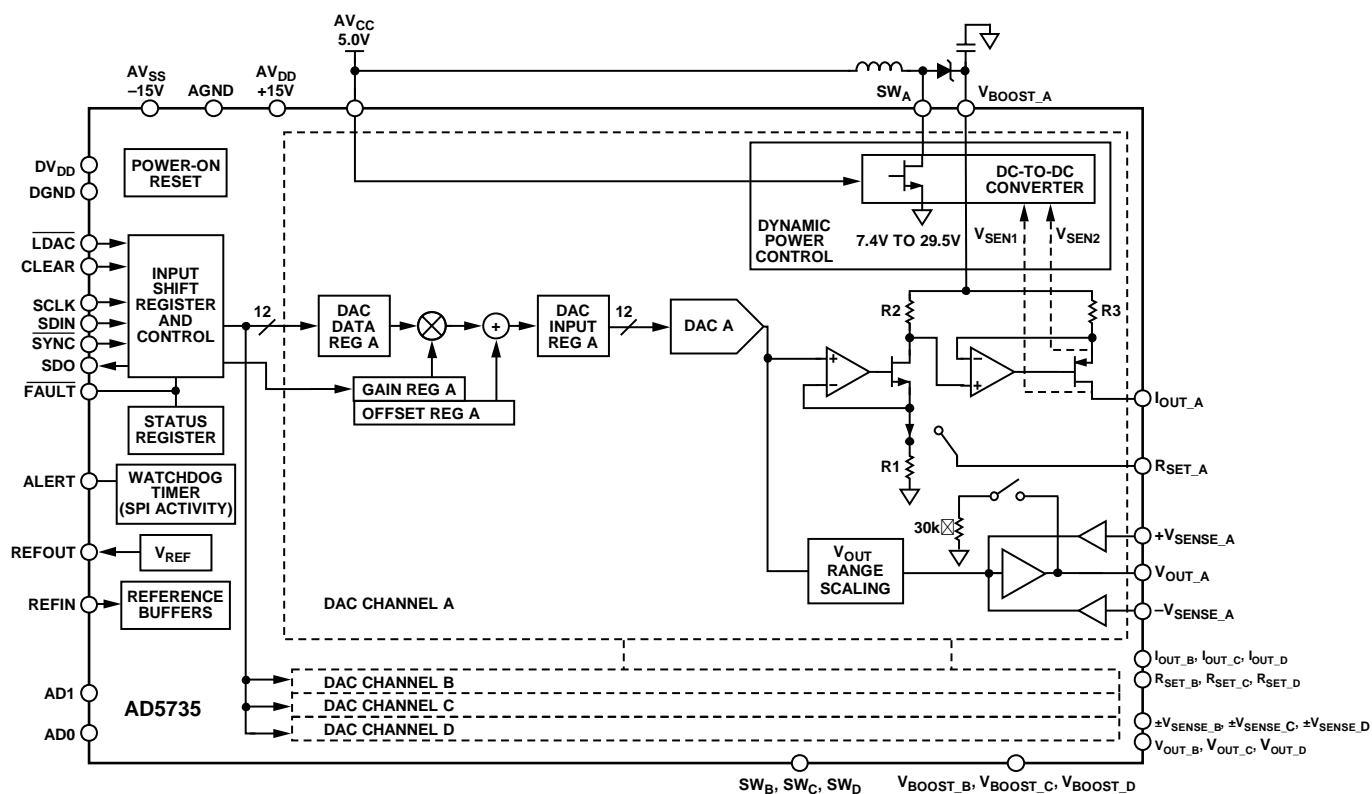 AVCC
5.0V
AVSS
–15V
AGND
AVDD
+15V
SWA
VBOOST_A
DVDD
DGND
POWER-ON
RESET
DC-TO-DC
CONVERTER
DYNAMIC
POWER
CONTROL
7.4V TO 29.5V
VSEN1
VSEN2
LDAC
CLEAR
SCLK
SDIN
SYNC
SDO
FAULT
INPUT
SHIFT
REGISTER
AND
CONTROL
12
DAC
DATA
REG A
+
DAC
INPUT
REG A
12
DAC A
GAIN REG A
OFFSET REG A
R2
R3
+
–
–
+
R1
IOUT_A
RSET_A
STATUS
REGISTER
ALERT
WATCHDOG
TIMER
(SPI ACTIVITY)
REFOUT
VREF
REFIN
REFERENCE
BUFFERS
30k
VOUT
RANGE
SCALING
+VSENSE_A
VOUT_A
–VSENSE_A
DAC CHANNEL A
DAC CHANNEL B
DAC CHANNEL C
DAC CHANNEL D
IOUT_B, IOUT_C, IOUT_D
RSET_B, RSET_C, RSET_D
±VSENSE_B, ±VSENSE_C, ±VSENSE_D
VOUT_B, VOUT_C, VOUT_D
AD1
AD0
AD5735
SWB, SWC, SWD
VBOOST_B, VBOOST_C, VBOOST_D